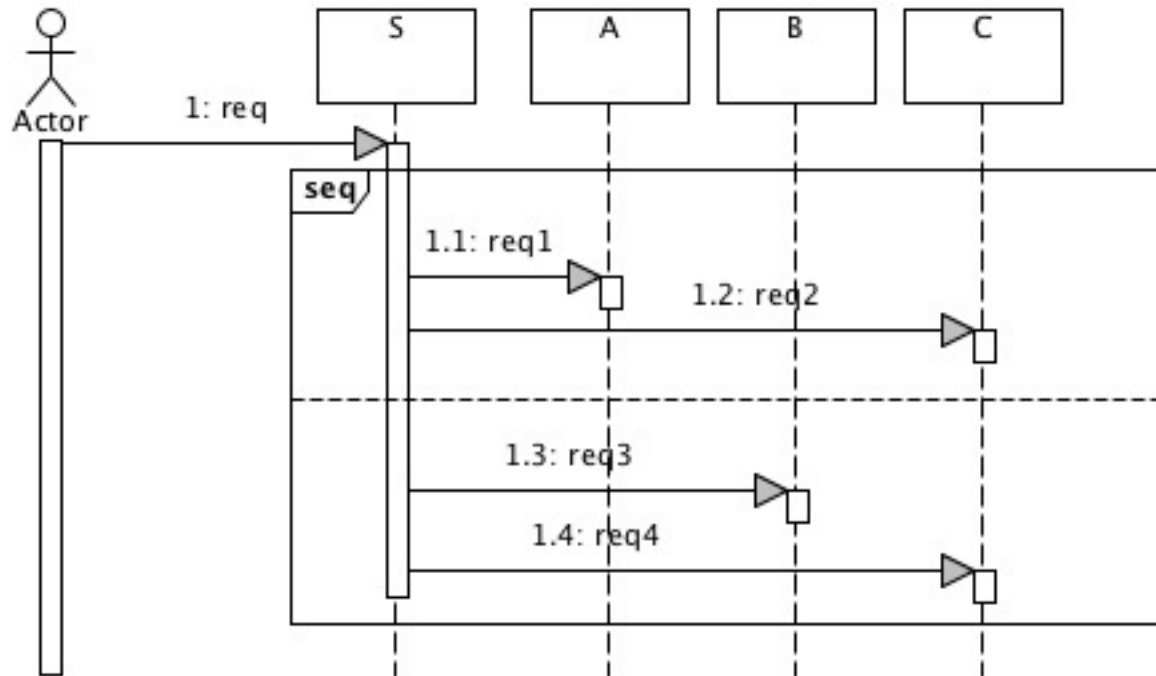 S
A
B
C
Actor
1: req
seq
1.1: req1
1.2: req2
1.3: req3
1.4: req4